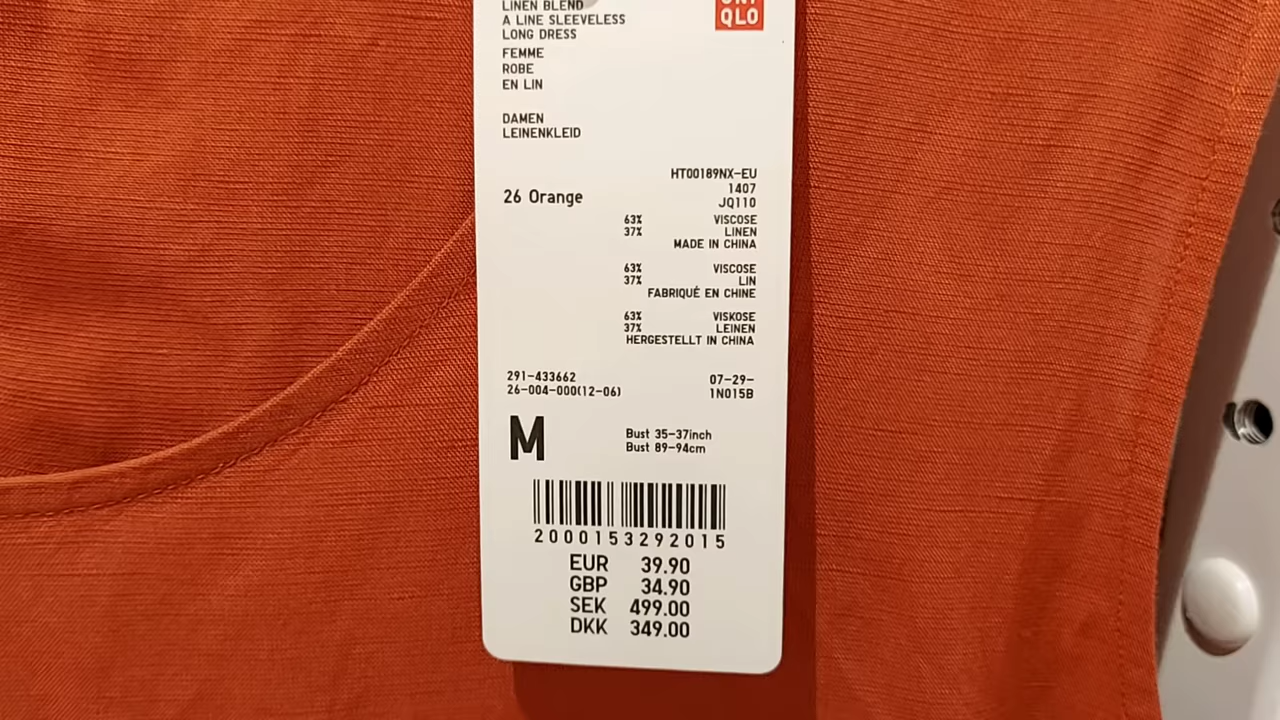 LINEN BLEND
A LINE SLEEVELESS
LONG DRESS
UNI
QLO
FEMME
ROBE
EN LIN
DAMEN
LEINENKLEID
HT00189NX-EU
1407
26 Orange
JQ110
63% VISCOSE
37% LINEN
MADE IN CHINA
63% VISCOSE
37% LIN
FABRIQUÉ EN CHINE
63% VISKOSE
37% LEINEN
HERGESTELLT IN CHINA
291-433662
07-29-
26-004-000(12-06)
1N015B
M
Bust 35-37inch
Bust 89-94cm
2000153292015
EUR 39.90
GBP 34.90
SEK 499.00
DKK 349.00